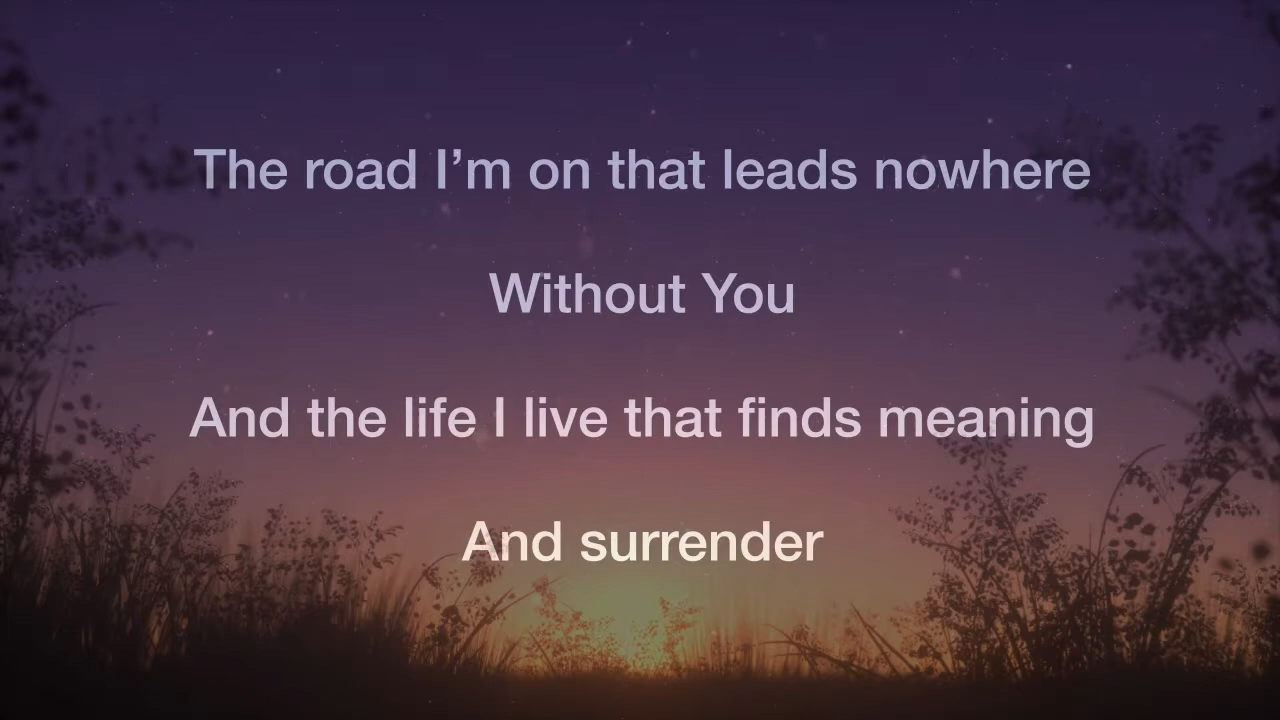 The road I’m on that leads nowhere
Without You
And the life I live that finds meaning
And surrender